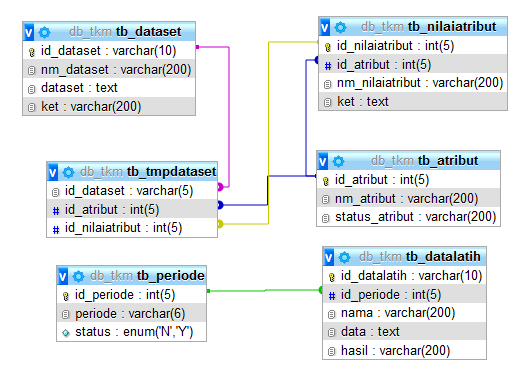 v db_tkm tb_dataset
id_dataset : varchar(10)
nm_dataset : varchar(200)
dataset : text
ket : varchar(200)
v db_tkm tb_nilaiatribut
id_nilaiatribut : int(5)
# id_atribut : int(5)
nm_nilaiatribut : varchar(200)
ket : text
v db_tkm tb_tmpdataset
id_dataset : varchar(5)
# id_atribut : int(5)
# id_nilaiatribut : int(5)
v db_tkm tb_atribut
id_atribut : int(5)
nm_atribut : varchar(200)
status_atribut : varchar(200)
v db_tkm tb_periode
id_periode : int(5)
periode : varchar(6)
status : enum('N','Y')
v db_tkm tb_datalatih
id_datalatih : varchar(10)
# id_periode : int(5)
nama : varchar(200)
data : text
hasil : varchar(200)